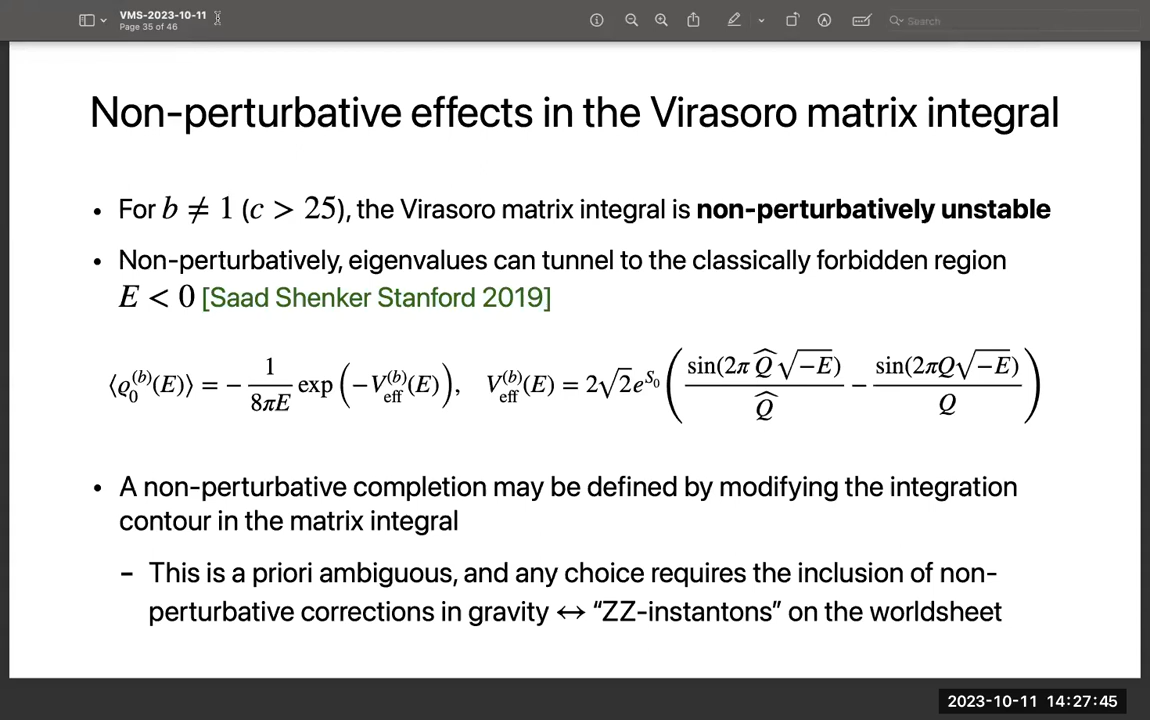 VMS-2023-10-11
Page 35 of 46
Search
Non-perturbative effects in the Virasoro matrix integral
• For b ≠ 1 (c > 25), the Virasoro matrix integral is non-perturbatively unstable
• Non-perturbatively, eigenvalues can tunnel to the classically forbidden region
E < 0 [Saad Shenker Stanford 2019]
⟨ϱ₀⁽ᵇ⁾(E)⟩ = − 1/(8πE) exp(−V_eff^(b)(E)), V_eff^(b)(E) = 2√2e^{S₀} ( sin(2π Q̂√−E)/Q̂ − sin(2πQ√−E)/Q )
• A non-perturbative completion may be defined by modifying the integration
contour in the matrix integral
– This is a priori ambiguous, and any choice requires the inclusion of non-
perturbative corrections in gravity ↔ “ZZ-instantons” on the worldsheet
2023-10-11 14:27:45